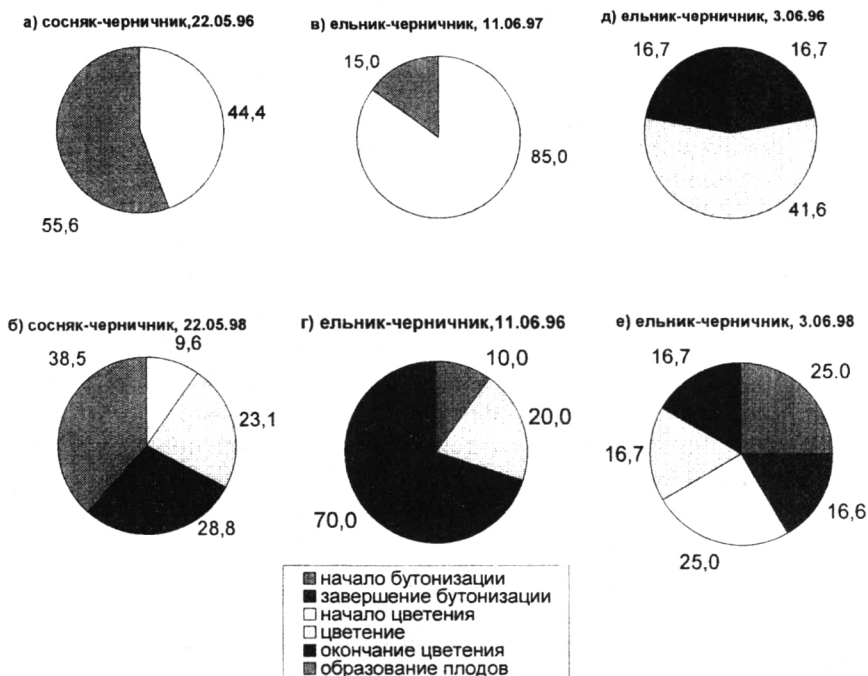 а) сосняк-черничник,22.05.96
44,4
55,6
в) ельник-черничник, 11.06.97
15,0
85,0
д) ельник-черничник, 3.06.96
16,7
16,7
41,6
б) сосняк-черничник, 22.05.98
9,6
38,5
23,1
28,8
г) ельник-черничник,11.06.96
10,0
20,0
70,0
е) ельник-черничник, 3.06.98
16,7
25.0
16,7
16,6
25,0
начало бутонизации
завершение бутонизации
начало цветения
цветение
окончание цветения
образование плодов